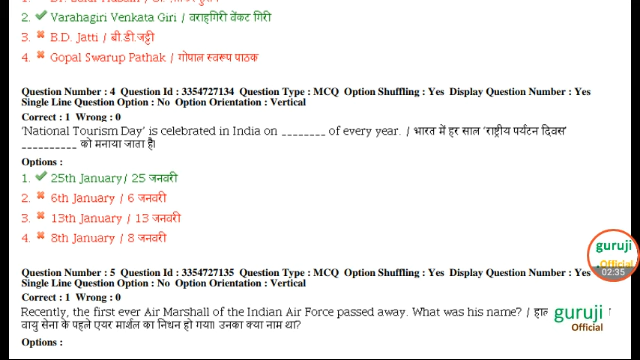 2. Varahagiri Venkata Giri / वराहगिरी वेंकट गिरी
3. B.D. Jatti / बी.डी.जट्टी
4. Gopal Swarup Pathak / गोपाल स्वरूप पाठक
Question Number : 4 Question Id : 3354727134 Question Type : MCQ Option Shuffling : Yes Display Question Number : Yes
Single Line Question Option : No Option Orientation : Vertical
Correct : 1 Wrong : 0
'National Tourism Day' is celebrated in India on ________ of every year. / भारत में हर साल 'राष्ट्रीय पर्यटन दिवस'
__________ को मनाया जाता है।
Options :
1. 25th January/ 25 जनवरी
2. 6th January / 6 जनवरी
3. 13th January / 13 जनवरी
4. 8th January / 8 जनवरी
guruji
Official
02:35
Question Number : 5 Question Id : 3354727135 Question Type : MCQ Option Shuffling : Yes Display Question Number : Yes
Single Line Question Option : No Option Orientation : Vertical
Correct : 1 Wrong : 0
Recently, the first ever Air Marshall of the Indian Air Force passed away. What was his name? /
वायु सेना के पहले एयर मार्शल का निधन हो गया। उनका क्या नाम था?
guruji
Official
Options :